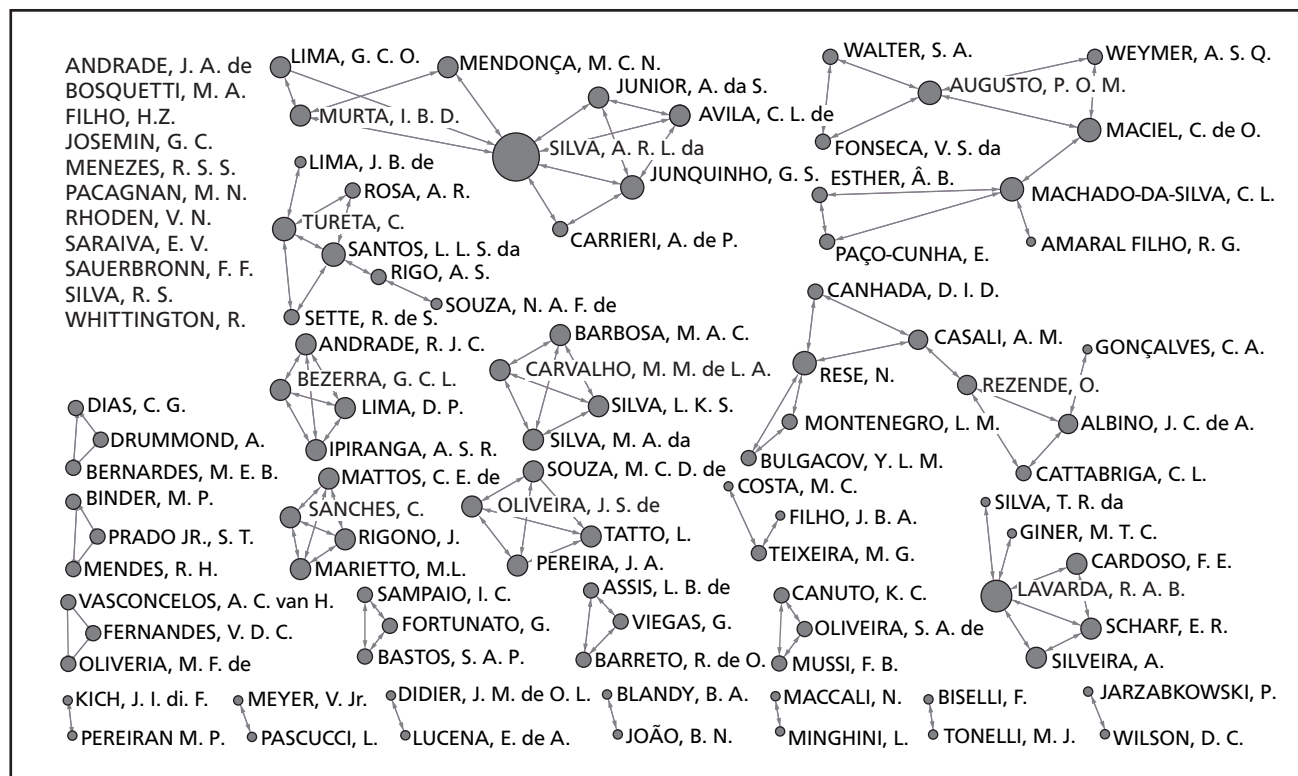 ANDRADE, J. A. de
BOSQUETTI, M. A.
FILHO, H.Z.
JOSEMIN, G. C.
MENEZES, R. S. S.
PACAGNAN, M. N.
RHODEN, V. N.
SARAIVA, E. V.
SAUERBRONN, F. F.
SILVA, R. S.
WHITTINGTON, R.
LIMA, G. C. O.
MENDONÇA, M. C. N.
JUNIOR, A. da S.
MURTA, I. B. D.
AVILA, C. L. de
SILVA, A. R. L. da
JUNQUINHO, G. S.
CARRIERI, A. de P.
LIMA, J. B. de
ROSA, A. R.
TURETA, C.
SANTOS, L. L. S. da
RIGO, A. S.
SOUZA, N. A. F. de
SETTE, R. de S.
WALTER, S. A.
WEYMER, A. S. Q.
AUGUSTO, P. O. M.
MACIEL, C. de O.
FONSECA, V. S. da
ESTHER, Â. B.
MACHADO-DA-SILVA, C. L.
PAÇO-CUNHA, E.
AMARAL FILHO, R. G.
ANDRADE, R. J. C.
BEZERRA, G. C. L.
LIMA, D. P.
IPIRANGA, A. S. R.
BARBOSA, M. A. C.
CARVALHO, M. M. de L. A.
SILVA, L. K. S.
SILVA, M. A. da
CANHADA, D. I. D.
CASALI, A. M.
GONÇALVES, C. A.
RESE, N.
REZENDE, O.
MONTENEGRO, L. M.
ALBINO, J. C. de A.
BULGACOV, Y. L. M.
CATTABRIGA, C. L.
DIAS, C. G.
DRUMMOND, A.
BERNARDES, M. E. B.
BINDER, M. P.
PRADO JR., S. T.
MENDES, R. H.
MATTOS, C. E. de
SANCHES, C.
RIGONO, J.
MARIETTO, M.L.
SOUZA, M. C. D. de
OLIVEIRA, J. S. de
TATTO, L.
PEREIRA, J. A.
COSTA, M. C.
FILHO, J. B. A.
TEIXEIRA, M. G.
SILVA, T. R. da
GINER, M. T. C.
CARDOSO, F. E.
LAVARDA, R. A. B.
SCHARF, E. R.
SILVEIRA, A.
VASCONCELOS, A. C. van H.
FERNANDES, V. D. C.
OLIVERIA, M. F. de
SAMPAIO, I. C.
FORTUNATO, G.
BASTOS, S. A. P.
ASSIS, L. B. de
VIEGAS, G.
BARRETO, R. de O.
CANUTO, K. C.
OLIVEIRA, S. A. de
MUSSI, F. B.
KICH, J. I. di. F.
PEREIRAN M. P.
MEYER, V. Jr.
PASCUCCI, L.
DIDIER, J. M. de O. L.
LUCENA, E. de A.
BLANDY, B. A.
JOÃO, B. N.
MACCALI, N.
MINGHINI, L.
BISELLI, F.
TONELLI, M. J.
JARZABKOWSKI, P.
WILSON, D. C.